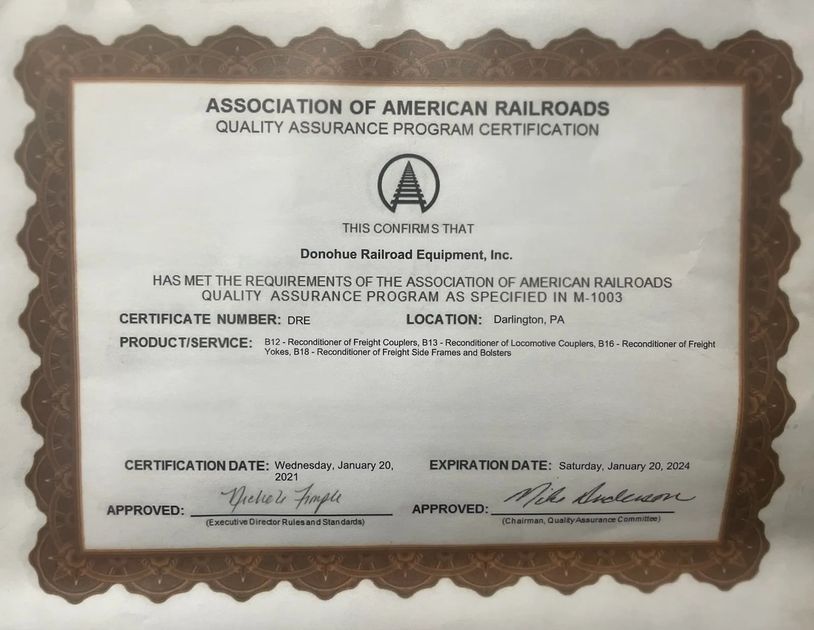 ASSOCIATION OF AMERICAN RAILROADS
QUALITY ASSURANCE PROGRAM CERTIFICATION
THIS CONFIRMS THAT
Donohue Railroad Equipment, Inc.
HAS MET THE REQUIREMENTS OF THE ASSOCIATION OF AMERICAN RAILROADS
QUALITY ASSURANCE PROGRAM AS SPECIFIED IN M-1003
CERTIFICATE NUMBER: DRE LOCATION: Darlington, PA
PRODUCT/SERVICE: B12 - Reconditioner of Freight Couplers, B13 - Reconditioner of Locomotive Couplers, B16 - Reconditioner of Freight
Yokes, B18 - Reconditioner of Freight Side Frames and Bolsters
CERTIFICATION DATE: Wednesday, January 20, EXPIRATION DATE: Saturday, January 20, 2024
2021
APPROVED: APPROVED: Mike Anderson
(Executive Director Rules and Standards) (Chairman, Quality Assurance Committee)